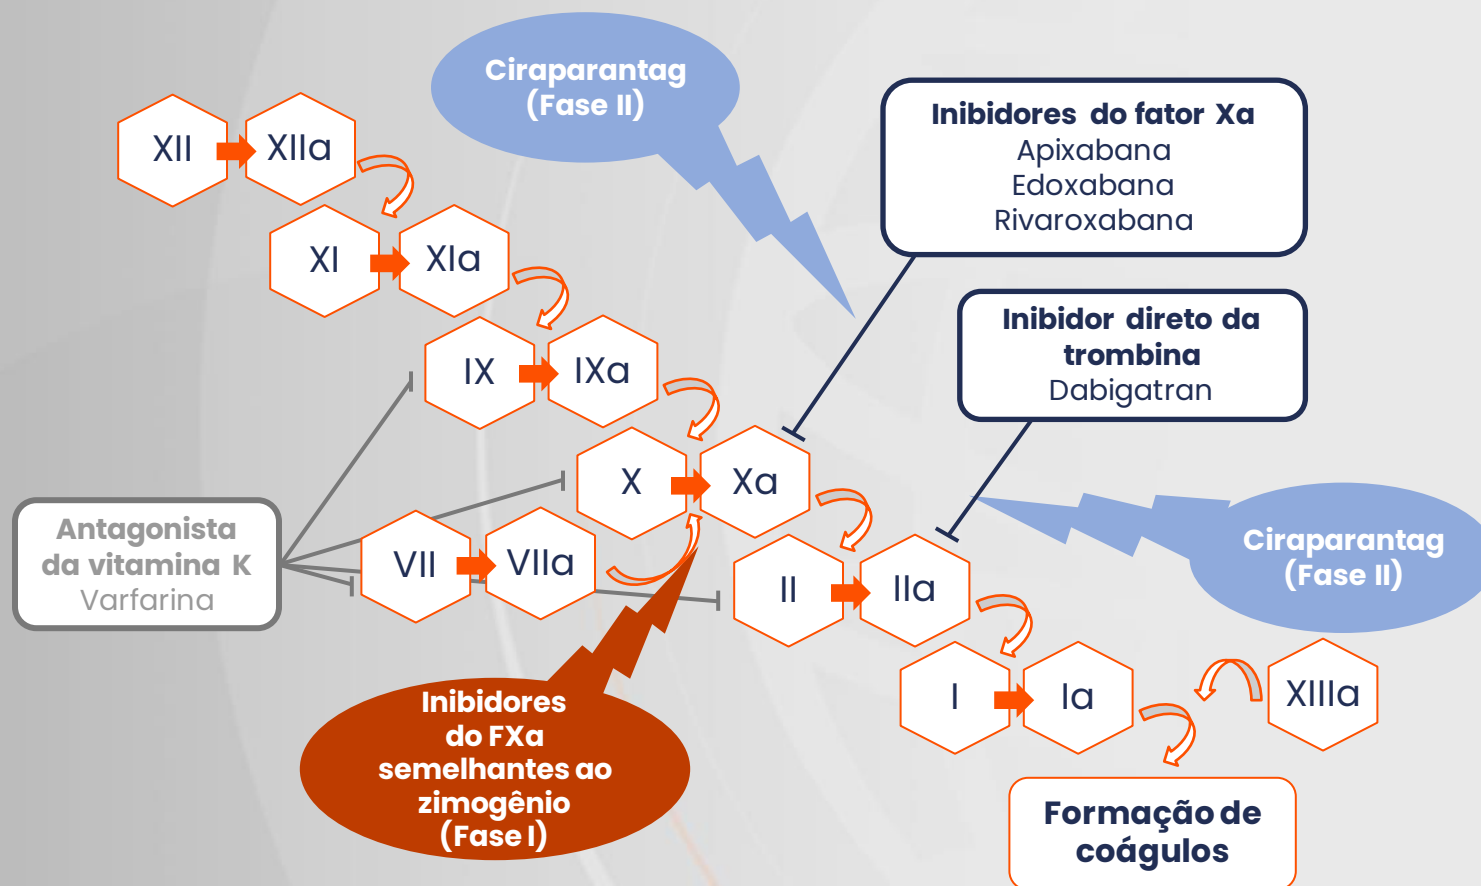 Ciraparantag
(Fase II)
Inibidores do fator Xa
Apixabana
Edoxabana
Rivaroxabana
XII
XIIa
XI
XIa
Inibidor direto da
trombina
Dabigatran
IX
IXa
X
Xa
Antagonista
da vitamina K
Varfarina
VII
VIIa
II
IIa
Ciraparantag
(Fase II)
I
Ia
XIIIa
Inibidores
do FXa
semelhantes ao
zimogênio
(Fase I)
Formação de
coágulos